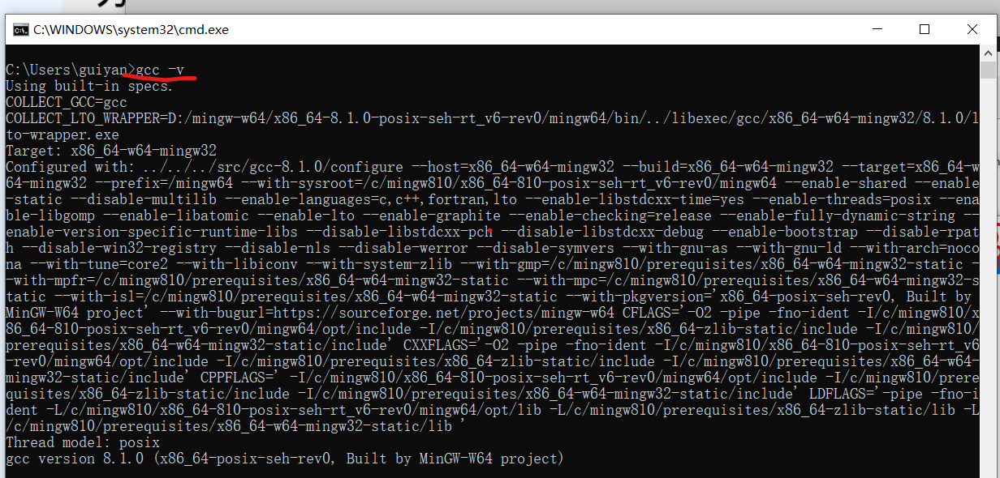 C:\WINDOWS\system32\cmd.exe
C:\Users\guiyan>gcc -v
Using built-in specs.
COLLECT_GCC=gcc
COLLECT_LTO_WRAPPER=D:/mingw-w64/x86_64-8.1.0-posix-seh-rt_v6-rev0/mingw64/bin/../libexec/gcc/x86_64-w64-mingw32/8.1.0/l
to-wrapper.exe
Target: x86_64-w64-mingw32
Configured with: ../../../src/gcc-8.1.0/configure --host=x86_64-w64-mingw32 --build=x86_64-w64-mingw32 --target=x86_64-w
64-mingw32 --prefix=/mingw64 --with-sysroot=/c/mingw810/x86_64-810-posix-seh-rt_v6-rev0/mingw64 --enable-shared --enable
-static --disable-multilib --enable-languages=c,c++,fortran,lto --enable-libstdcxx-time=yes --enable-threads=posix --ena
ble-libgomp --enable-libatomic --enable-lto --enable-graphite --enable-checking=release --enable-fully-dynamic-string --
enable-version-specific-runtime-libs --disable-libstdcxx-pch --disable-libstdcxx-debug --enable-bootstrap --disable-rpat
h --disable-win32-registry --disable-nls --disable-werror --disable-symvers --with-gnu-as --with-gnu-ld --with-arch=noco
na --with-tune=core2 --with-libiconv --with-system-zlib --with-gmp=/c/mingw810/prerequisites/x86_64-w64-mingw32-static -
-with-mpfr=/c/mingw810/prerequisites/x86_64-w64-mingw32-static --with-mpc=/c/mingw810/prerequisites/x86_64-w64-mingw32-s
tatic --with-isl=/c/mingw810/prerequisites/x86_64-w64-mingw32-static --with-pkgversion='x86_64-posix-seh-rev0, Built by
MinGW-W64 project' --with-bugurl=https://sourceforge.net/projects/mingw-w64 CFLAGS='-O2 -pipe -fno-ident -I/c/mingw810/x
86_64-810-posix-seh-rt_v6-rev0/mingw64/opt/include -I/c/mingw810/prerequisites/x86_64-zlib-static/include -I/c/mingw810/
prerequisites/x86_64-w64-mingw32-static/include' CXXFLAGS='-O2 -pipe -fno-ident -I/c/mingw810/x86_64-810-posix-seh-rt_v6
-rev0/mingw64/opt/include -I/c/mingw810/prerequisites/x86_64-zlib-static/include -I/c/mingw810/prerequisites/x86_64-w64-
mingw32-static/include' CPPFLAGS=' -I/c/mingw810/x86_64-810-posix-seh-rt_v6-rev0/mingw64/opt/include -I/c/mingw810/prere
quisites/x86_64-zlib-static/include -I/c/mingw810/prerequisites/x86_64-w64-mingw32-static/include' LDFLAGS='-pipe -fno-i
dent -L/c/mingw810/x86_64-810-posix-seh-rt_v6-rev0/mingw64/opt/lib -L/c/mingw810/prerequisites/x86_64-zlib-static/lib -L
/c/mingw810/prerequisites/x86_64-w64-mingw32-static/lib '
Thread model: posix
gcc version 8.1.0 (x86_64-posix-seh-rev0, Built by MinGW-W64 project)